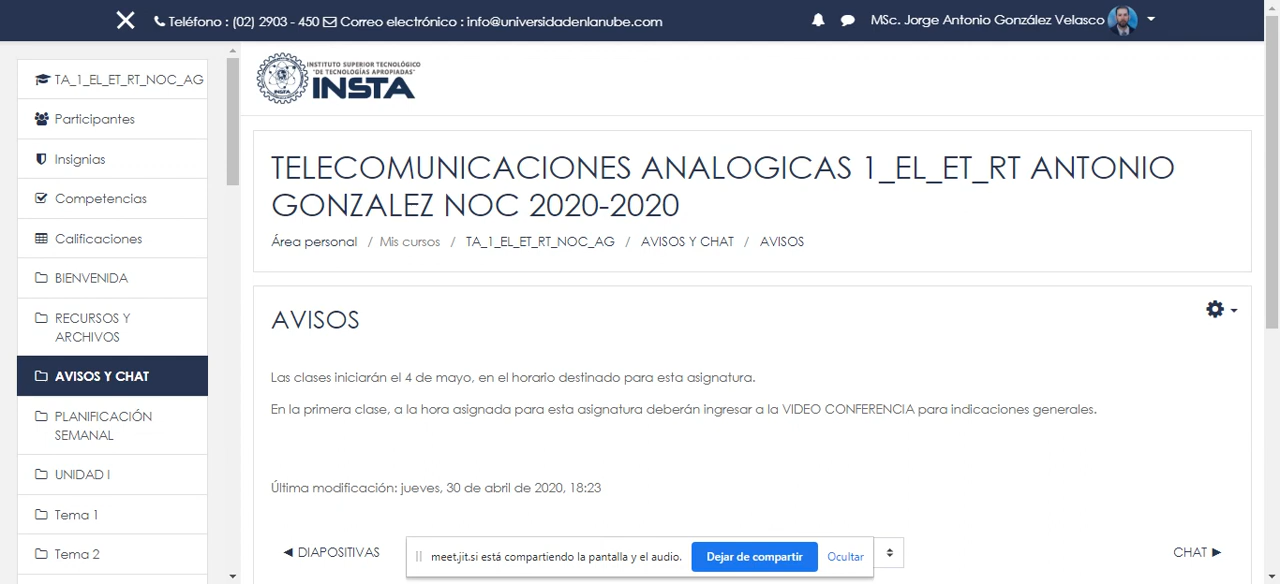 Teléfono : (02) 2903 - 450 Correo electrónico : info@universidadenlanube.com
MSc. Jorge Antonio González Velasco
TA_1_EL_ET_RT_NOC_AG
Participantes
Insignias
Competencias
Calificaciones
BIENVENIDA
RECURSOS Y
ARCHIVOS
AVISOS Y CHAT
PLANIFICACIÓN
SEMANAL
UNIDAD I
Tema 1
Tema 2
INSTITUTO SUPERIOR TECNOLÓGICO
"DE TECNOLOGÍAS APROPIADAS"
INSTA
TELECOMUNICACIONES ANALOGICAS 1_EL_ET_RT ANTONIO
GONZALEZ NOC 2020-2020
Área personal / Mis cursos / TA_1_EL_ET_RT_NOC_AG / AVISOS Y CHAT / AVISOS
AVISOS
Las clases iniciarán el 4 de mayo, en el horario destinado para esta asignatura.
En la primera clase, a la hora asignada para esta asignatura deberán ingresar a la VIDEO CONFERENCIA para indicaciones generales.
Última modificación: jueves, 30 de abril de 2020, 18:23
◄ DIAPOSITIVAS
CHAT ►
meet.jit.si está compartiendo la pantalla y el audio. Dejar de compartir Ocultar